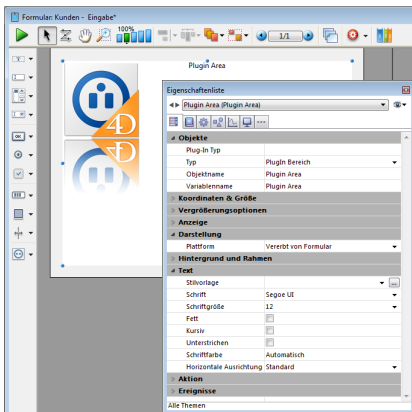 Formular: Kunden - Eingabe*
100%
1/1
Plugin Area
4D
4D
Eigenschaftenliste
Plugin Area (Plugin Area)
Objekte
Plug-In Typ
Typ PlugIn Bereich
Objektname Plugin Area
Variablenname Plugin Area
Koordinaten & Größe
Vergrößerungsoptionen
Anzeige
Darstellung
Plattform Vererbt von Formular
Hintergrund und Rahmen
Text
Stilvorlage ...
Schrift Segoe UI
Schriftgröße 12
Fett
Kursiv
Unterstrichen
Schriftfarbe Automatisch
Horizontale Ausrichtung Standard
Aktion
Ereignisse
Alle Themen